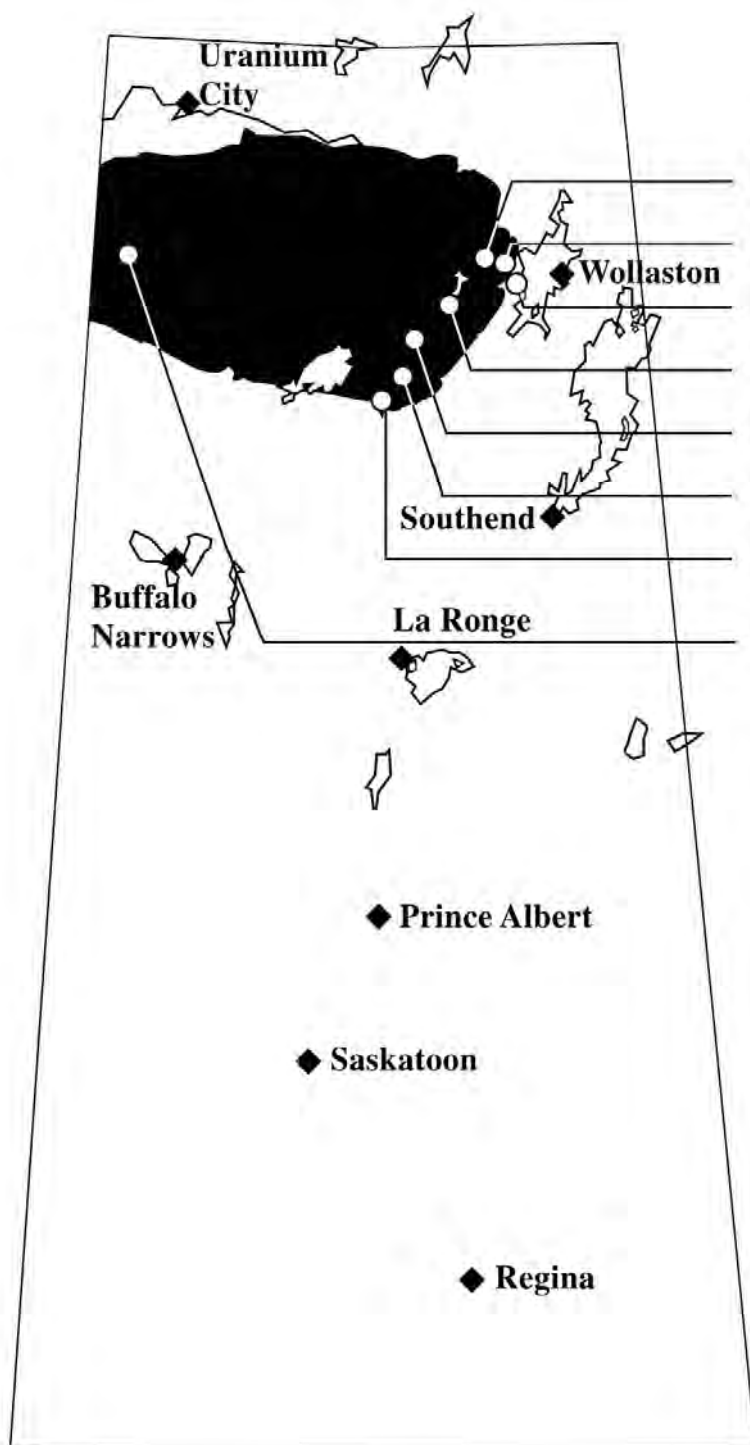 Uranium
City
Wollaston
Southend
Buffalo
Narrows
La Ronge
Prince Albert
Saskatoon
Regina